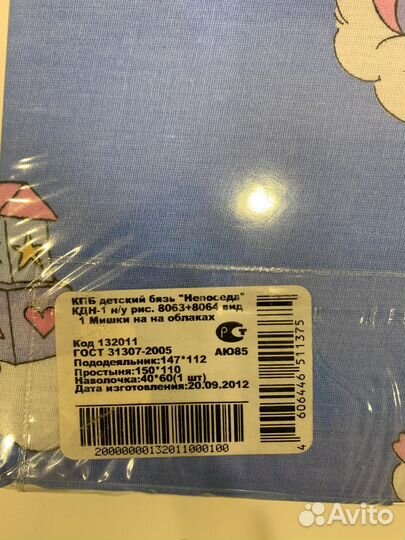 КПБ детский бязь "Непоседа"
КДН-1 н/у рис. 8063+8064 вид
1 Мишки на на облаках
Код 132011
ГОСТ 31307-2005
АЮ85
Пододеяльник:147*112
Простыня:150*110
Наволочка:40*60(1 шт)
Дата изготовления:20.09.2012
20000000132011000100
4 606446 511375
Avito